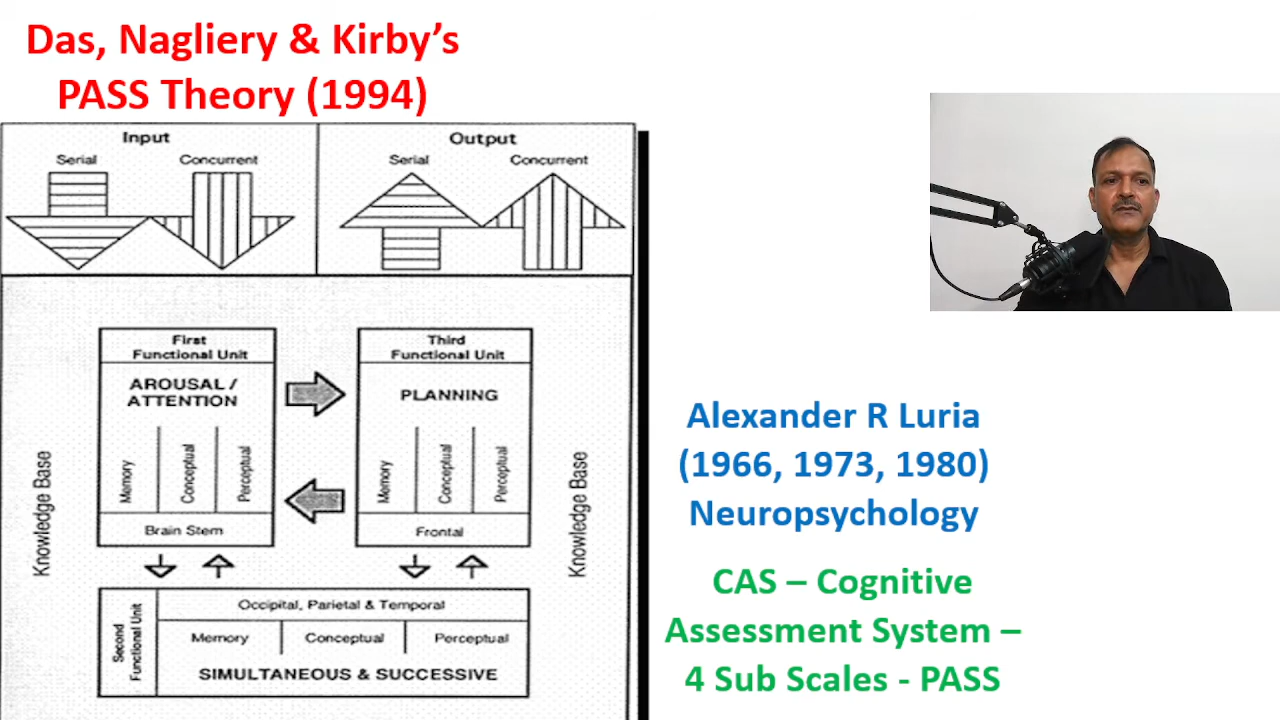 Das, Nagliery & Kirby’s
PASS Theory (1994)
Input
Output
Serial
Concurrent
Serial
Concurrent
First
Functional Unit
AROUSAL /
ATTENTION
Memory
Conceptual
Perceptual
Brain Stem
Third
Functional Unit
PLANNING
Memory
Conceptual
Perceptual
Frontal
Knowledge Base
Knowledge Base
Second
Functional Unit
Occipital, Parietal & Temporal
Memory
Conceptual
Perceptual
SIMULTANEOUS & SUCCESSIVE
Alexander R Luria
(1966, 1973, 1980)
Neuropsychology
CAS – Cognitive
Assessment System –
4 Sub Scales - PASS